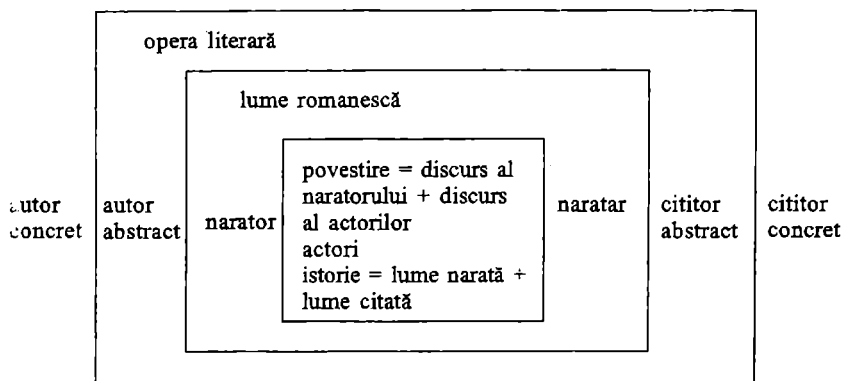 opera literară
lume romanescă
autor
concret
autor
abstract
narator
povestire = discurs al
naratorului + discurs
al actorilor
actori
istorie = lume narată +
lume citată
naratar
cititor
abstract
cititor
concret